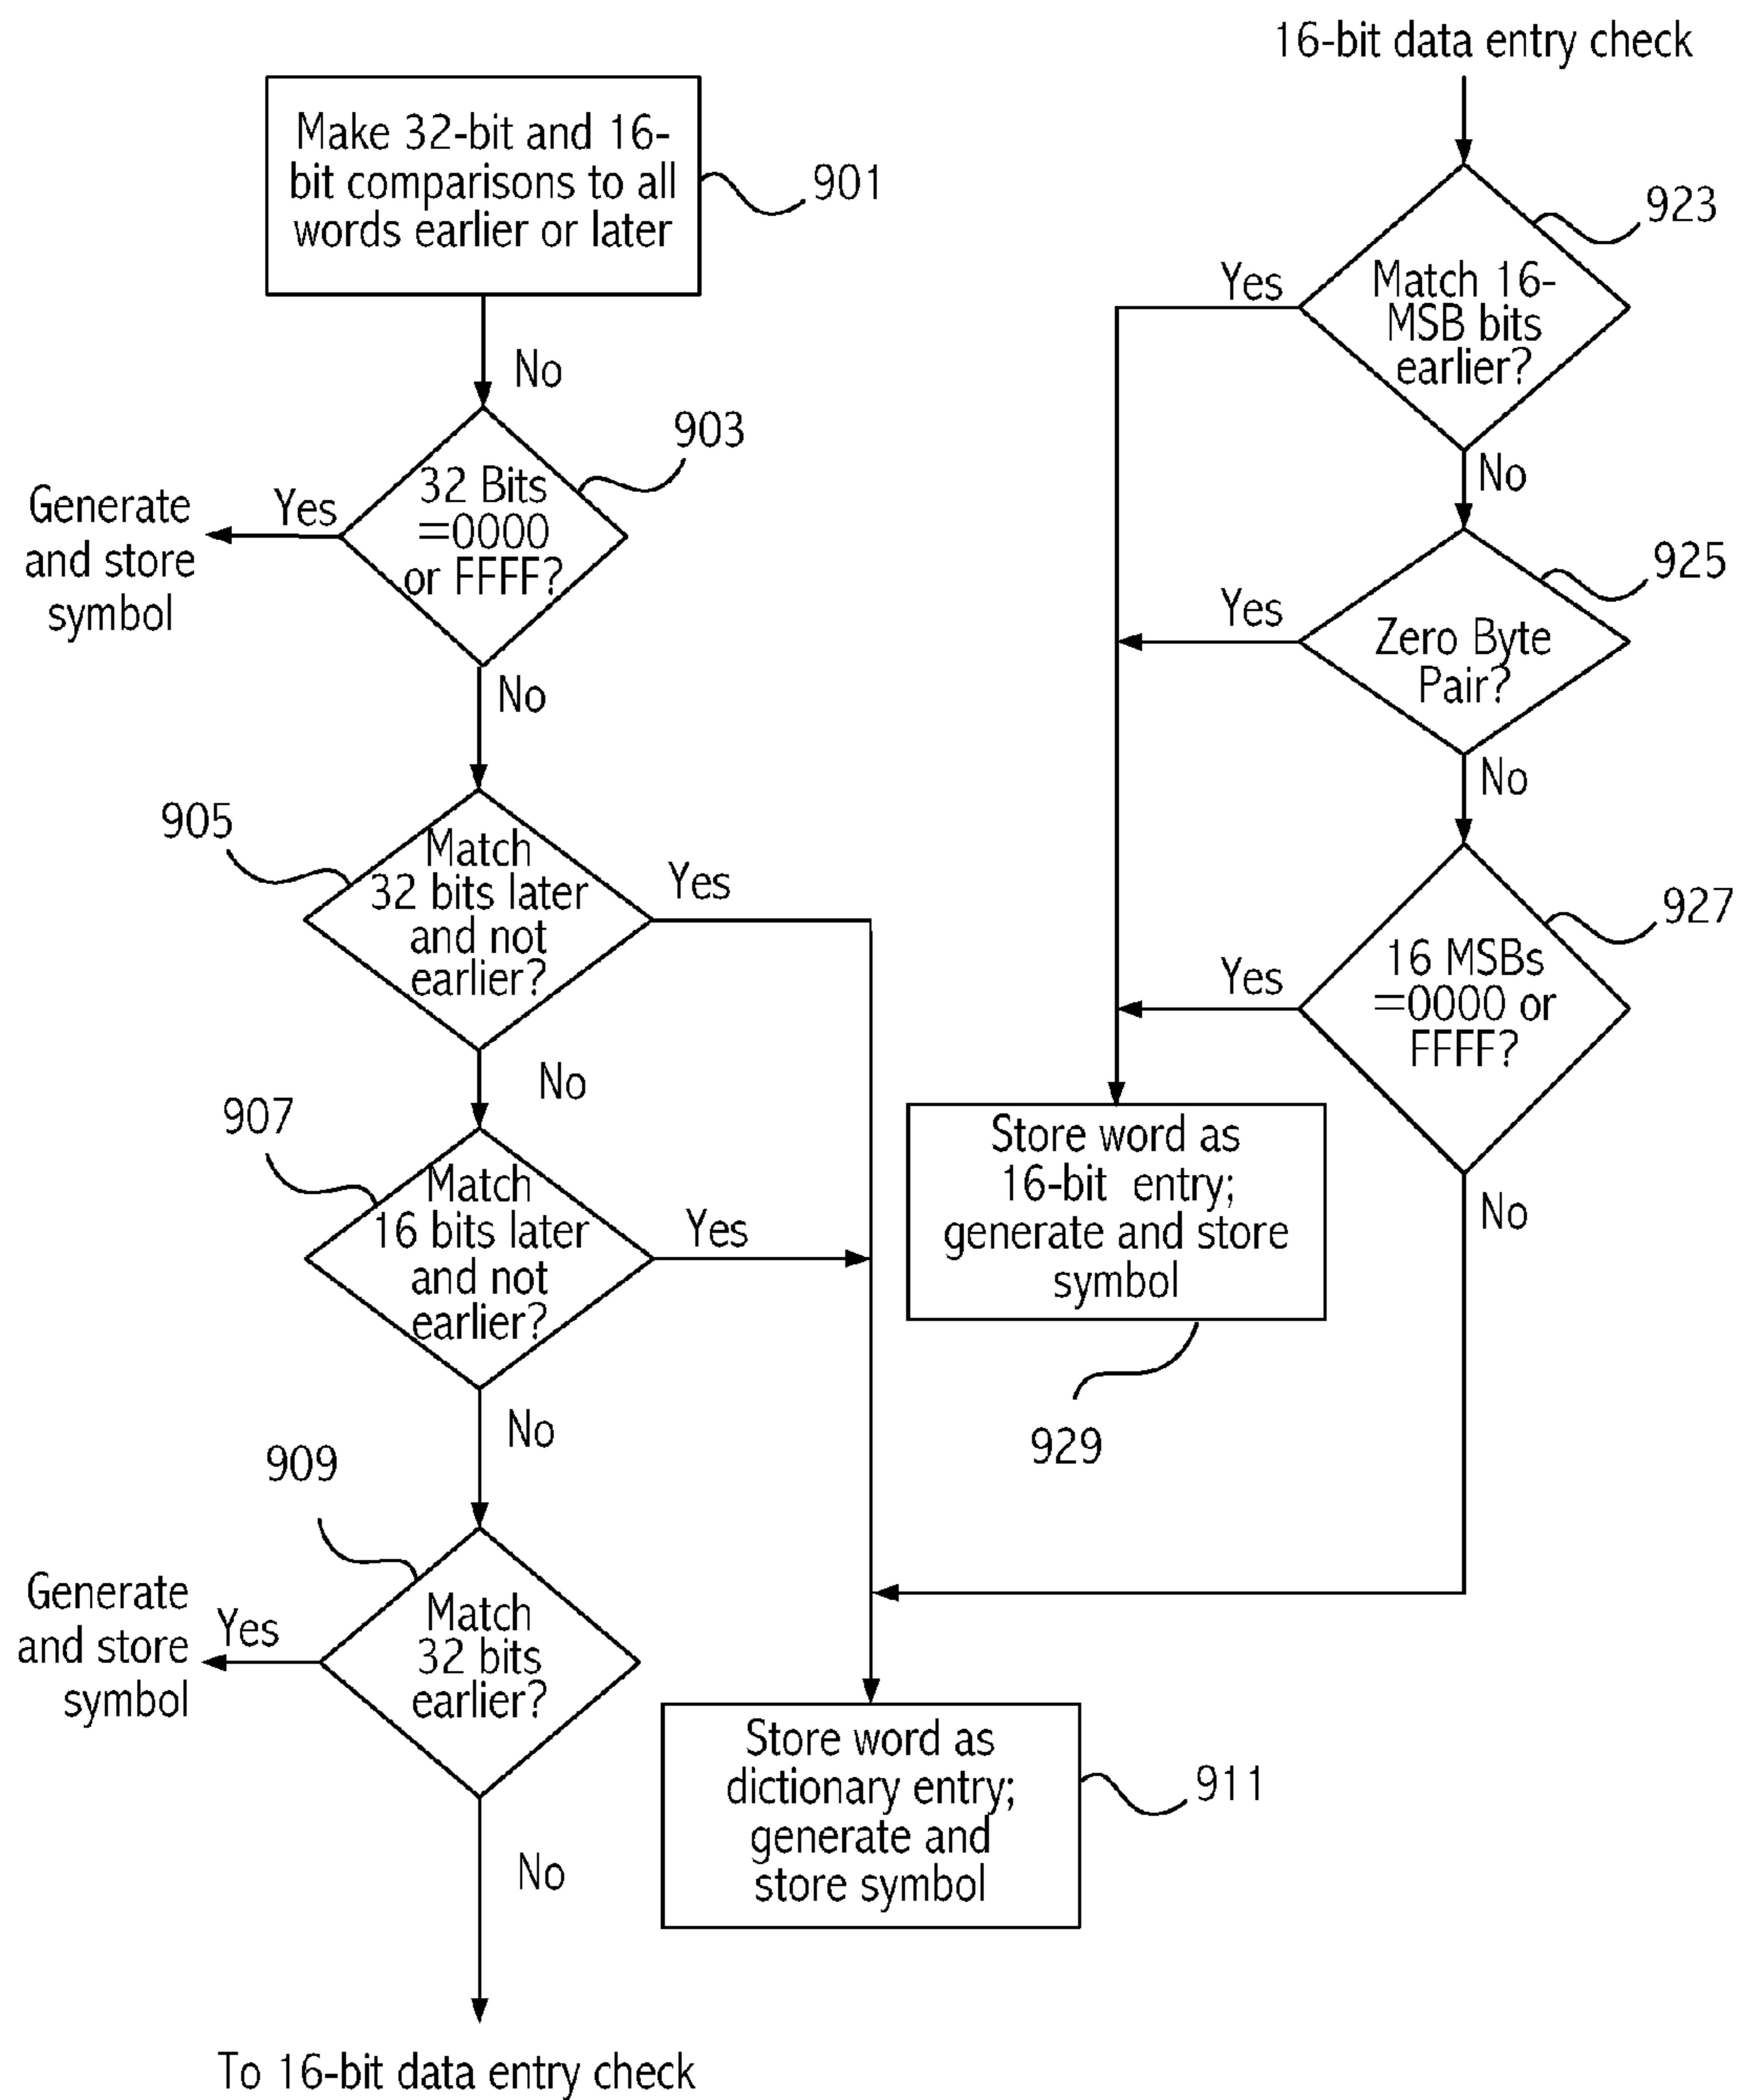 Make 32-bit and 16-
bit comparisons to all
words earlier or later
901
No
903
32 Bits
=0000
or FFFF?
Yes
Generate
and store
symbol
No
905
Match
32 bits later
and not
earlier?
Yes
No
907
Match
16 bits later
and not
earlier?
Yes
No
909
Match
32 bits
earlier?
Yes
Generate
and store
symbol
No
To 16-bit data entry check
Store word as
dictionary entry;
generate and
store symbol
911
16-bit data entry check
923
Match 16-
MSB bits
earlier?
Yes
No
925
Zero Byte
Pair?
Yes
No
927
16 MSBs
=0000 or
FFFF?
Yes
No
Store word as
16-bit entry;
generate and store
symbol
929